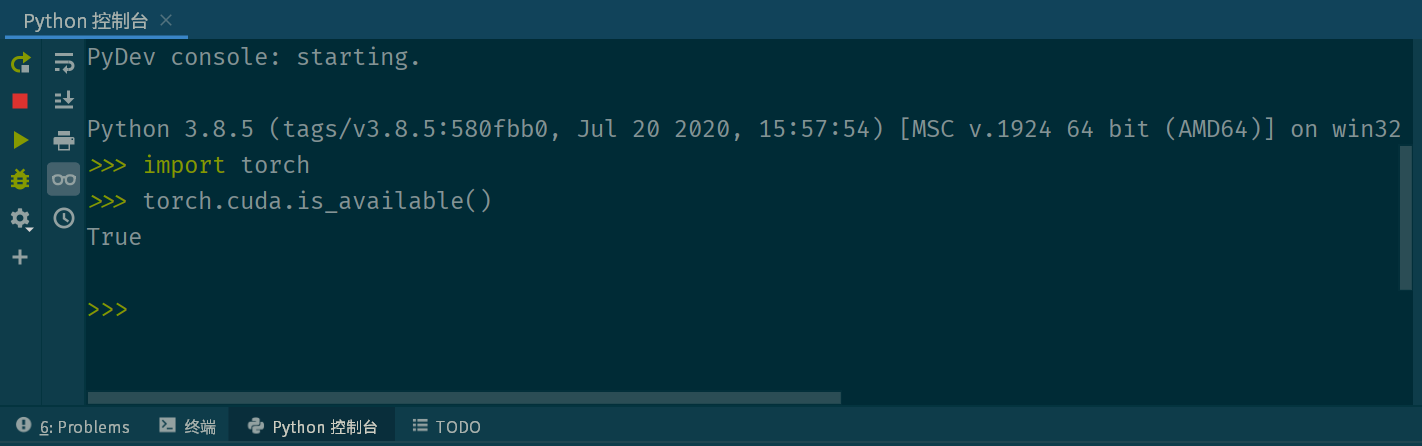 Python 控制台
PyDev console: starting.
Python 3.8.5 (tags/v3.8.5:580fbb0, Jul 20 2020, 15:57:54) [MSC v.1924 64 bit (AMD64)] on win32
>>> import torch
>>> torch.cuda.is_available()
True
>>>
6: Problems 终端 Python 控制台 TODO